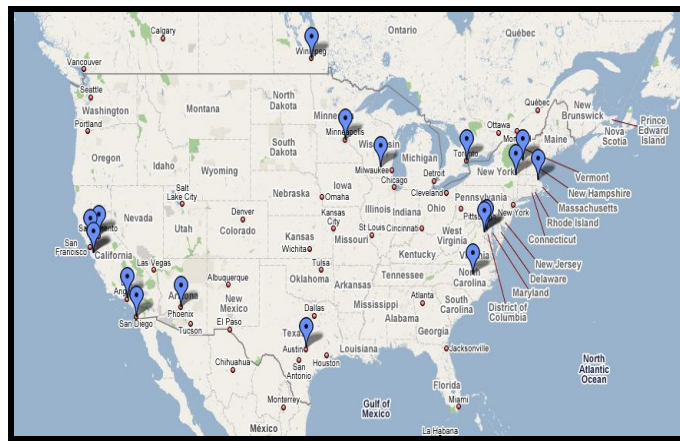 Calgary
Ontario
Québec
Winnipeg
Vancouver
Seattle
Washington
Portland
Montana
North
Dakota
Minneapolis
Québec
Ottawa
New
Brunswick
Prince
Edward
Island
Nova
Scotia
Maine
Oregon
Idaho
Wyoming
South
Dakota
Wisconsin
Michigan
Toronto
Milwaukee
Detroit
Chicago
Cleveland
New York
Vermont
New Hampshire
Massachusetts
Rhode Island
Connecticut
New Jersey
Delaware
Maryland
District of
Columbia
Salt
Lake City
Nevada
Utah
Denver
Colorado
Nebraska
Iowa
Omaha
Illinois
Indiana
Ohio
Pennsylvania
New York
San
Francisco
California
Las Vegas
Kansas
City
Kansas
Missouri
St Louis
Cincinnati
West
Virginia
Wichita
Kentucky
Tulsa
Oklahoma
Arkansas
Tennessee
North
Carolina
South
Carolina
Albuquerque
New
Mexico
Phoenix
Tucson
San Diego
El Paso
Dallas
Mississippi
Alabama
Atlanta
Georgia
Austin
Houston
San
Antonio
Louisiana
Jacksonville
Florida
Miami
Chihuahua
Monterrey
México
Gulf of
Mexico
La Habana
North
Atlantic
Ocean